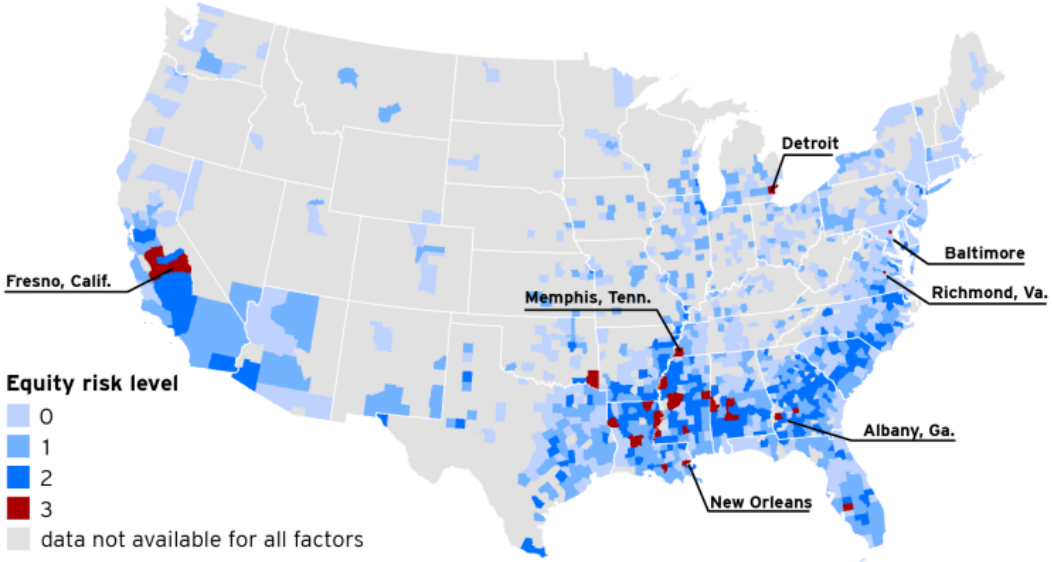 Detroit
Baltimore
Richmond, Va.
Fresno, Calif.
Memphis, Tenn.
Equity risk level
0
1
2
3
data not available for all factors
Albany, Ga.
New Orleans